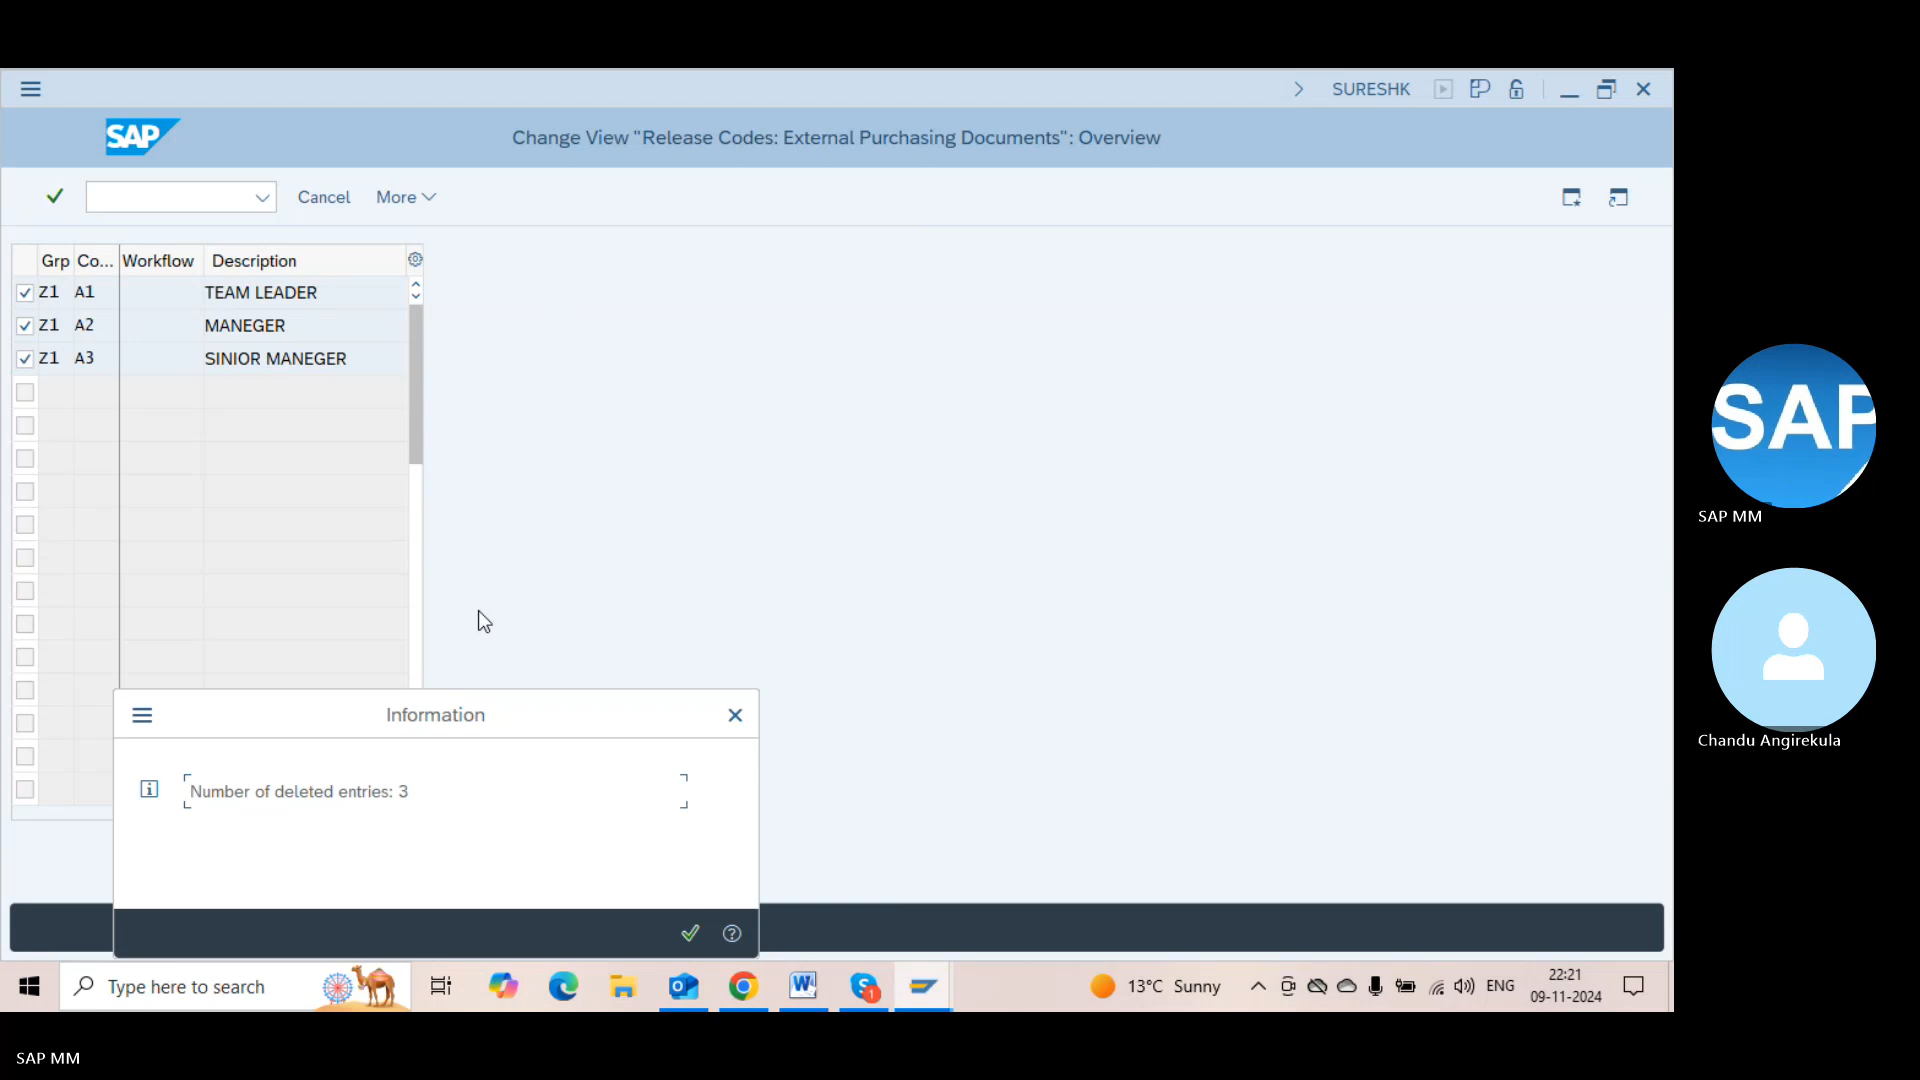 SURESHK
SAP
Change View "Release Codes: External Purchasing Documents": Overview
Cancel More
Grp Co... Workflow Description
Z1 A1 TEAM LEADER
Z1 A2 MANEGER
Z1 A3 SINIOR MANEGER
Information
Number of deleted entries: 3
Type here to search
13°C Sunny
ENG
22:21
09-11-2024
SAP
SAP MM
Chandu Angirekula
SAP MM